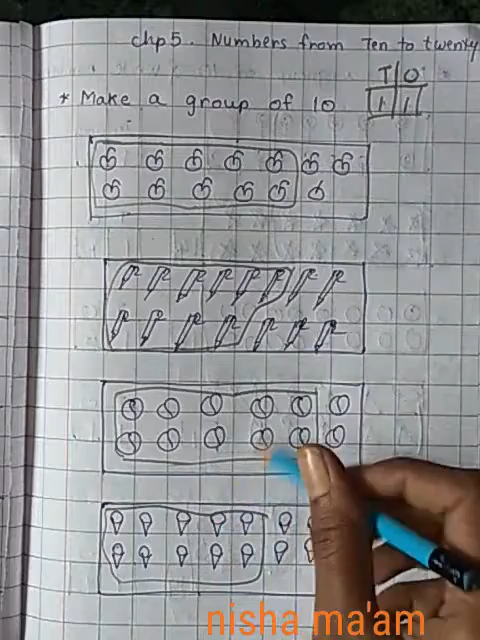 Chp 5. Numbers from Ten to twenty
T O
* Make a group of 10
1 1
nisha ma'am